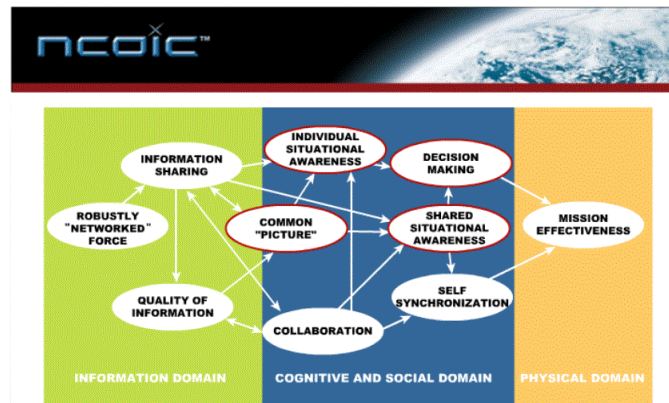 ncoic™
INDIVIDUAL
SITUATIONAL
AWARENESS
INFORMATION
SHARING
DECISION
MAKING
ROBUSTLY
"NETWORKED"
FORCE
COMMON
"PICTURE"
SHARED
SITUATIONAL
AWARENESS
MISSION
EFFECTIVENESS
QUALITY OF
INFORMATION
SELF
SYNCHRONIZATION
COLLABORATION
INFORMATION DOMAIN
COGNITIVE AND SOCIAL DOMAIN
PHYSICAL DOMAIN